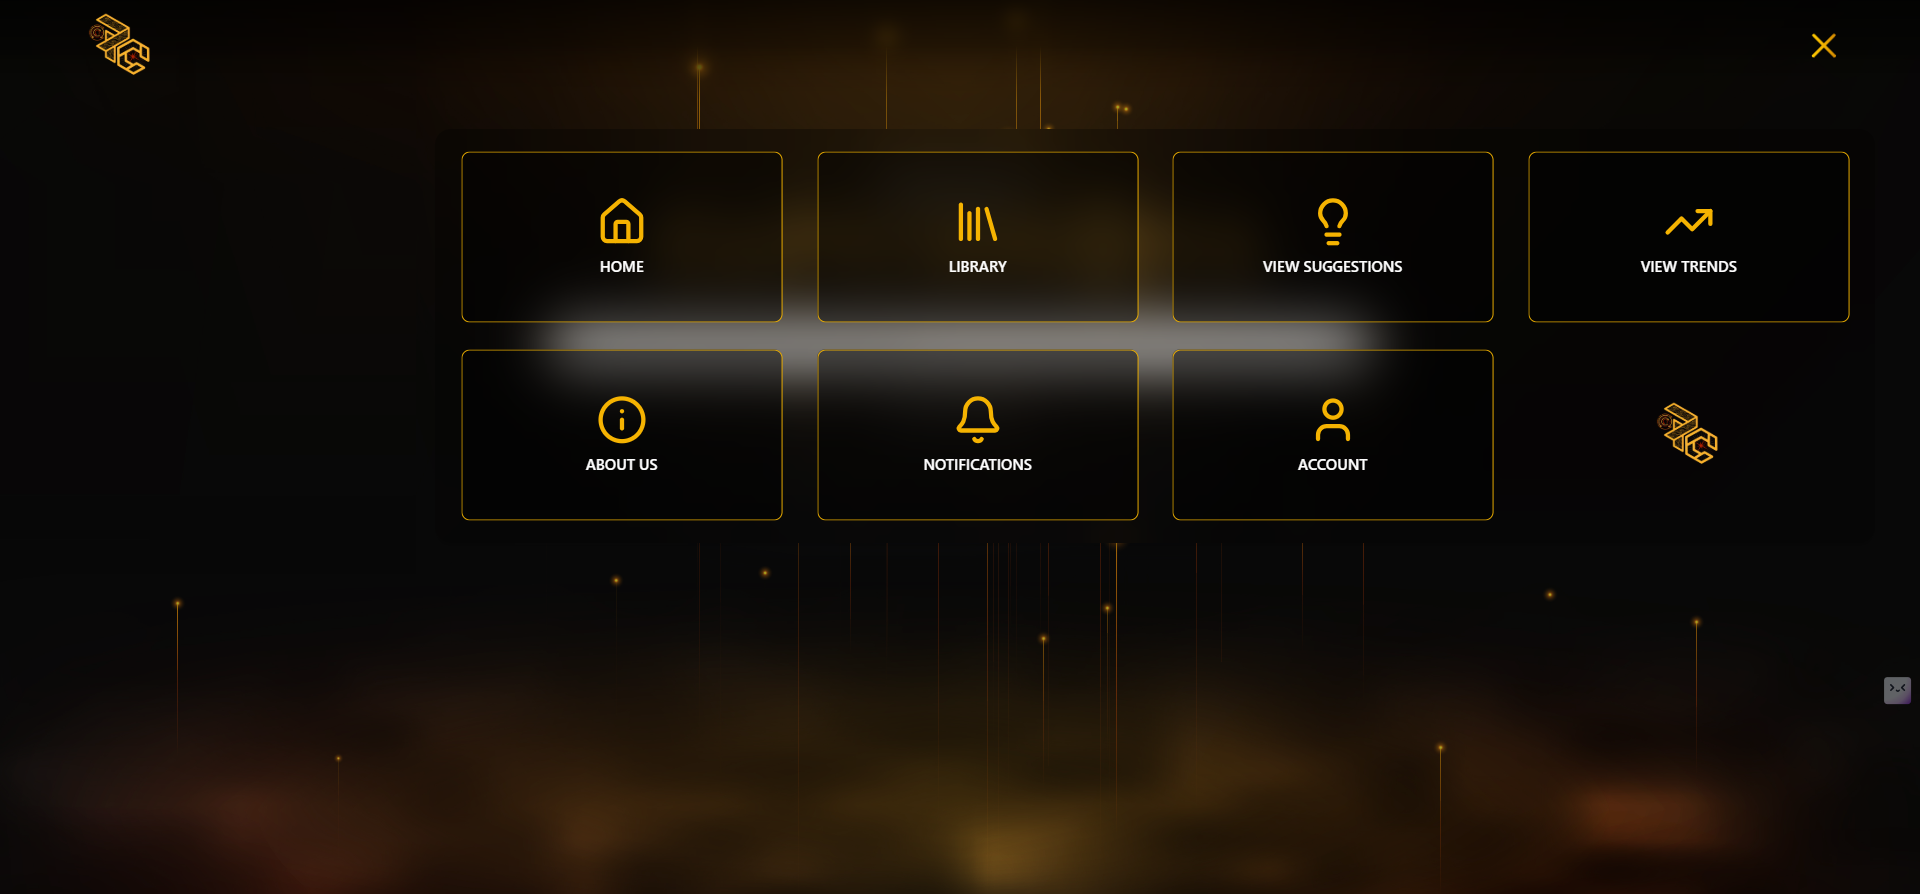 HOME
LIBRARY
VIEW SUGGESTIONS
VIEW TRENDS
ABOUT US
NOTIFICATIONS
ACCOUNT